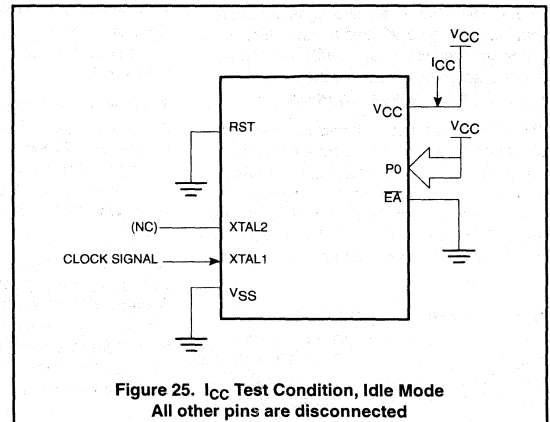 VCC
ICC
VCC
RST
VCC
P0
EA
(NC)
XTAL2
CLOCK SIGNAL
XTAL1
VSS
Figure 25. ICC Test Condition, Idle Mode
All other pins are disconnected